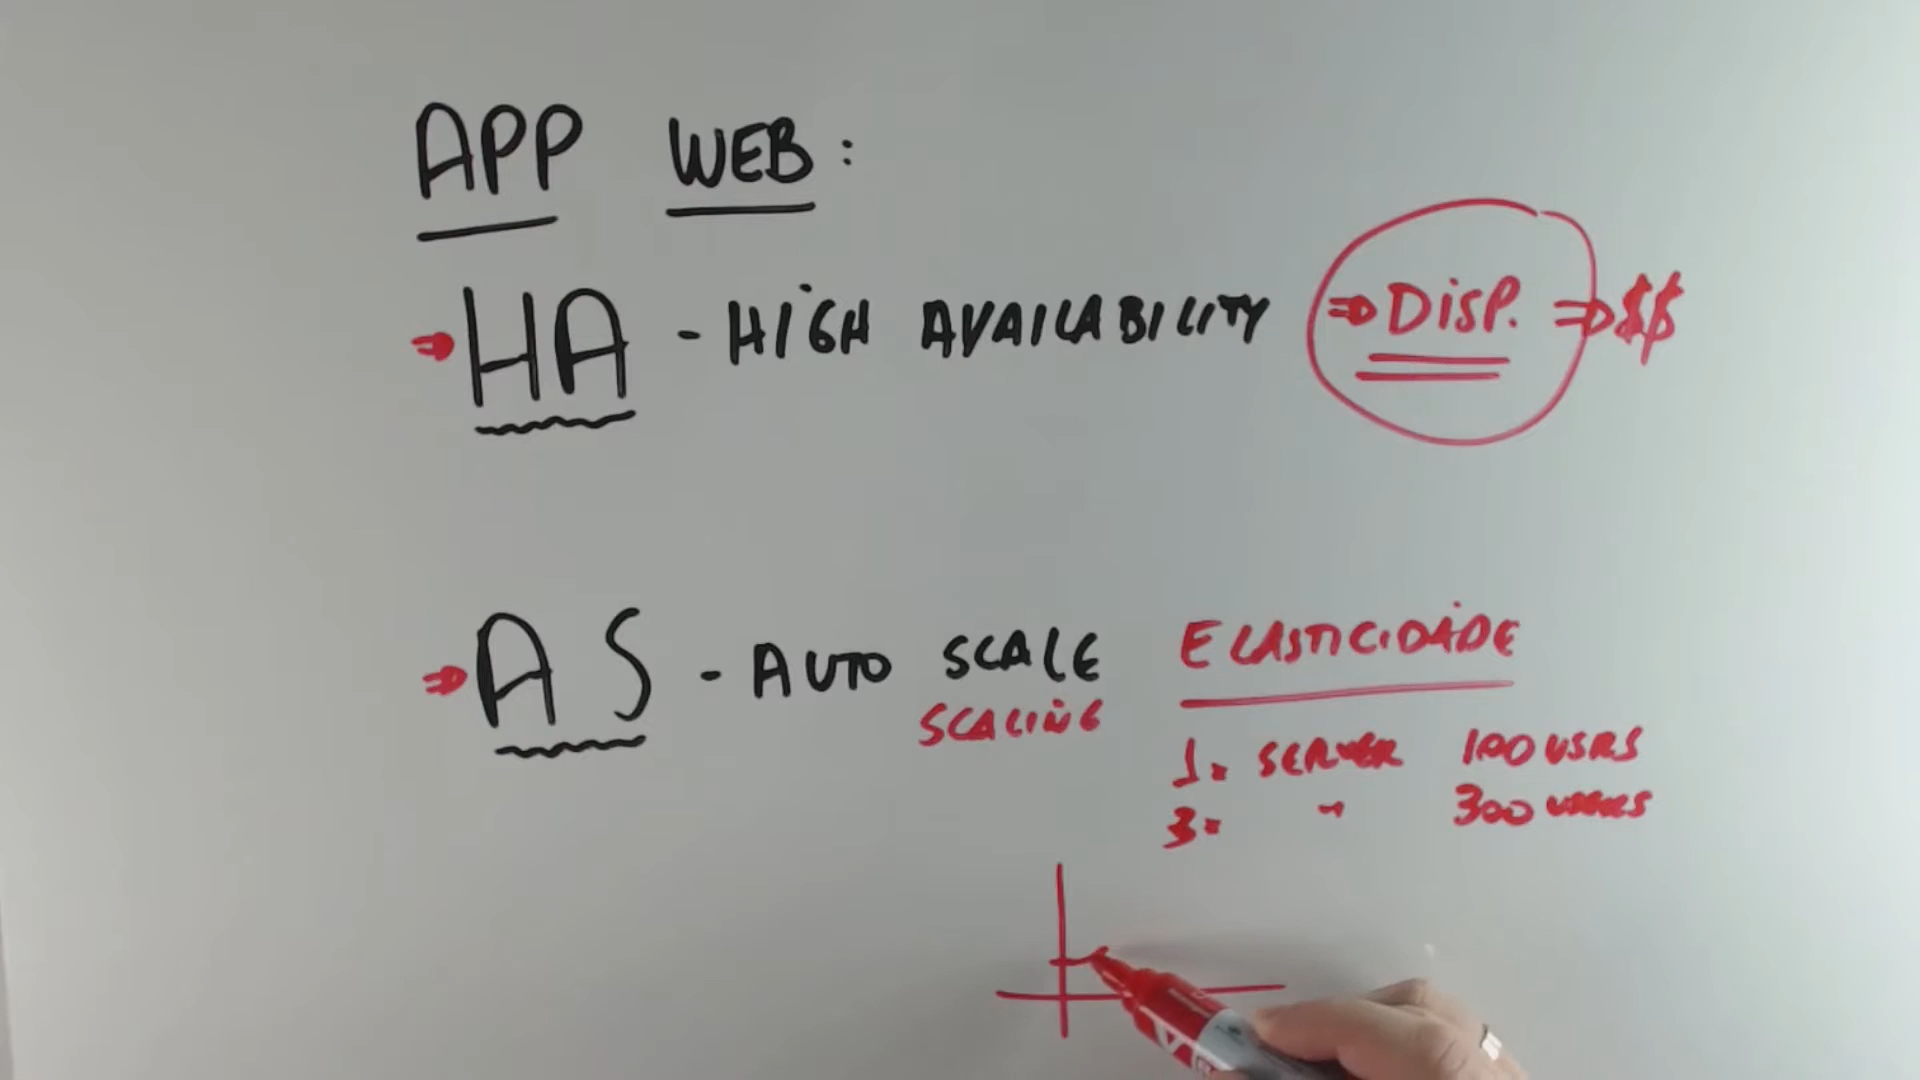 APP WEB:
⇒ HA - HIGH AVAILABILITY ⇒ DISP. ⇒ $$
⇒ AS - AUTO SCALE ELASTICIDADE
SCALING
1. SERVER 100 USRS
3. " 300 USERS